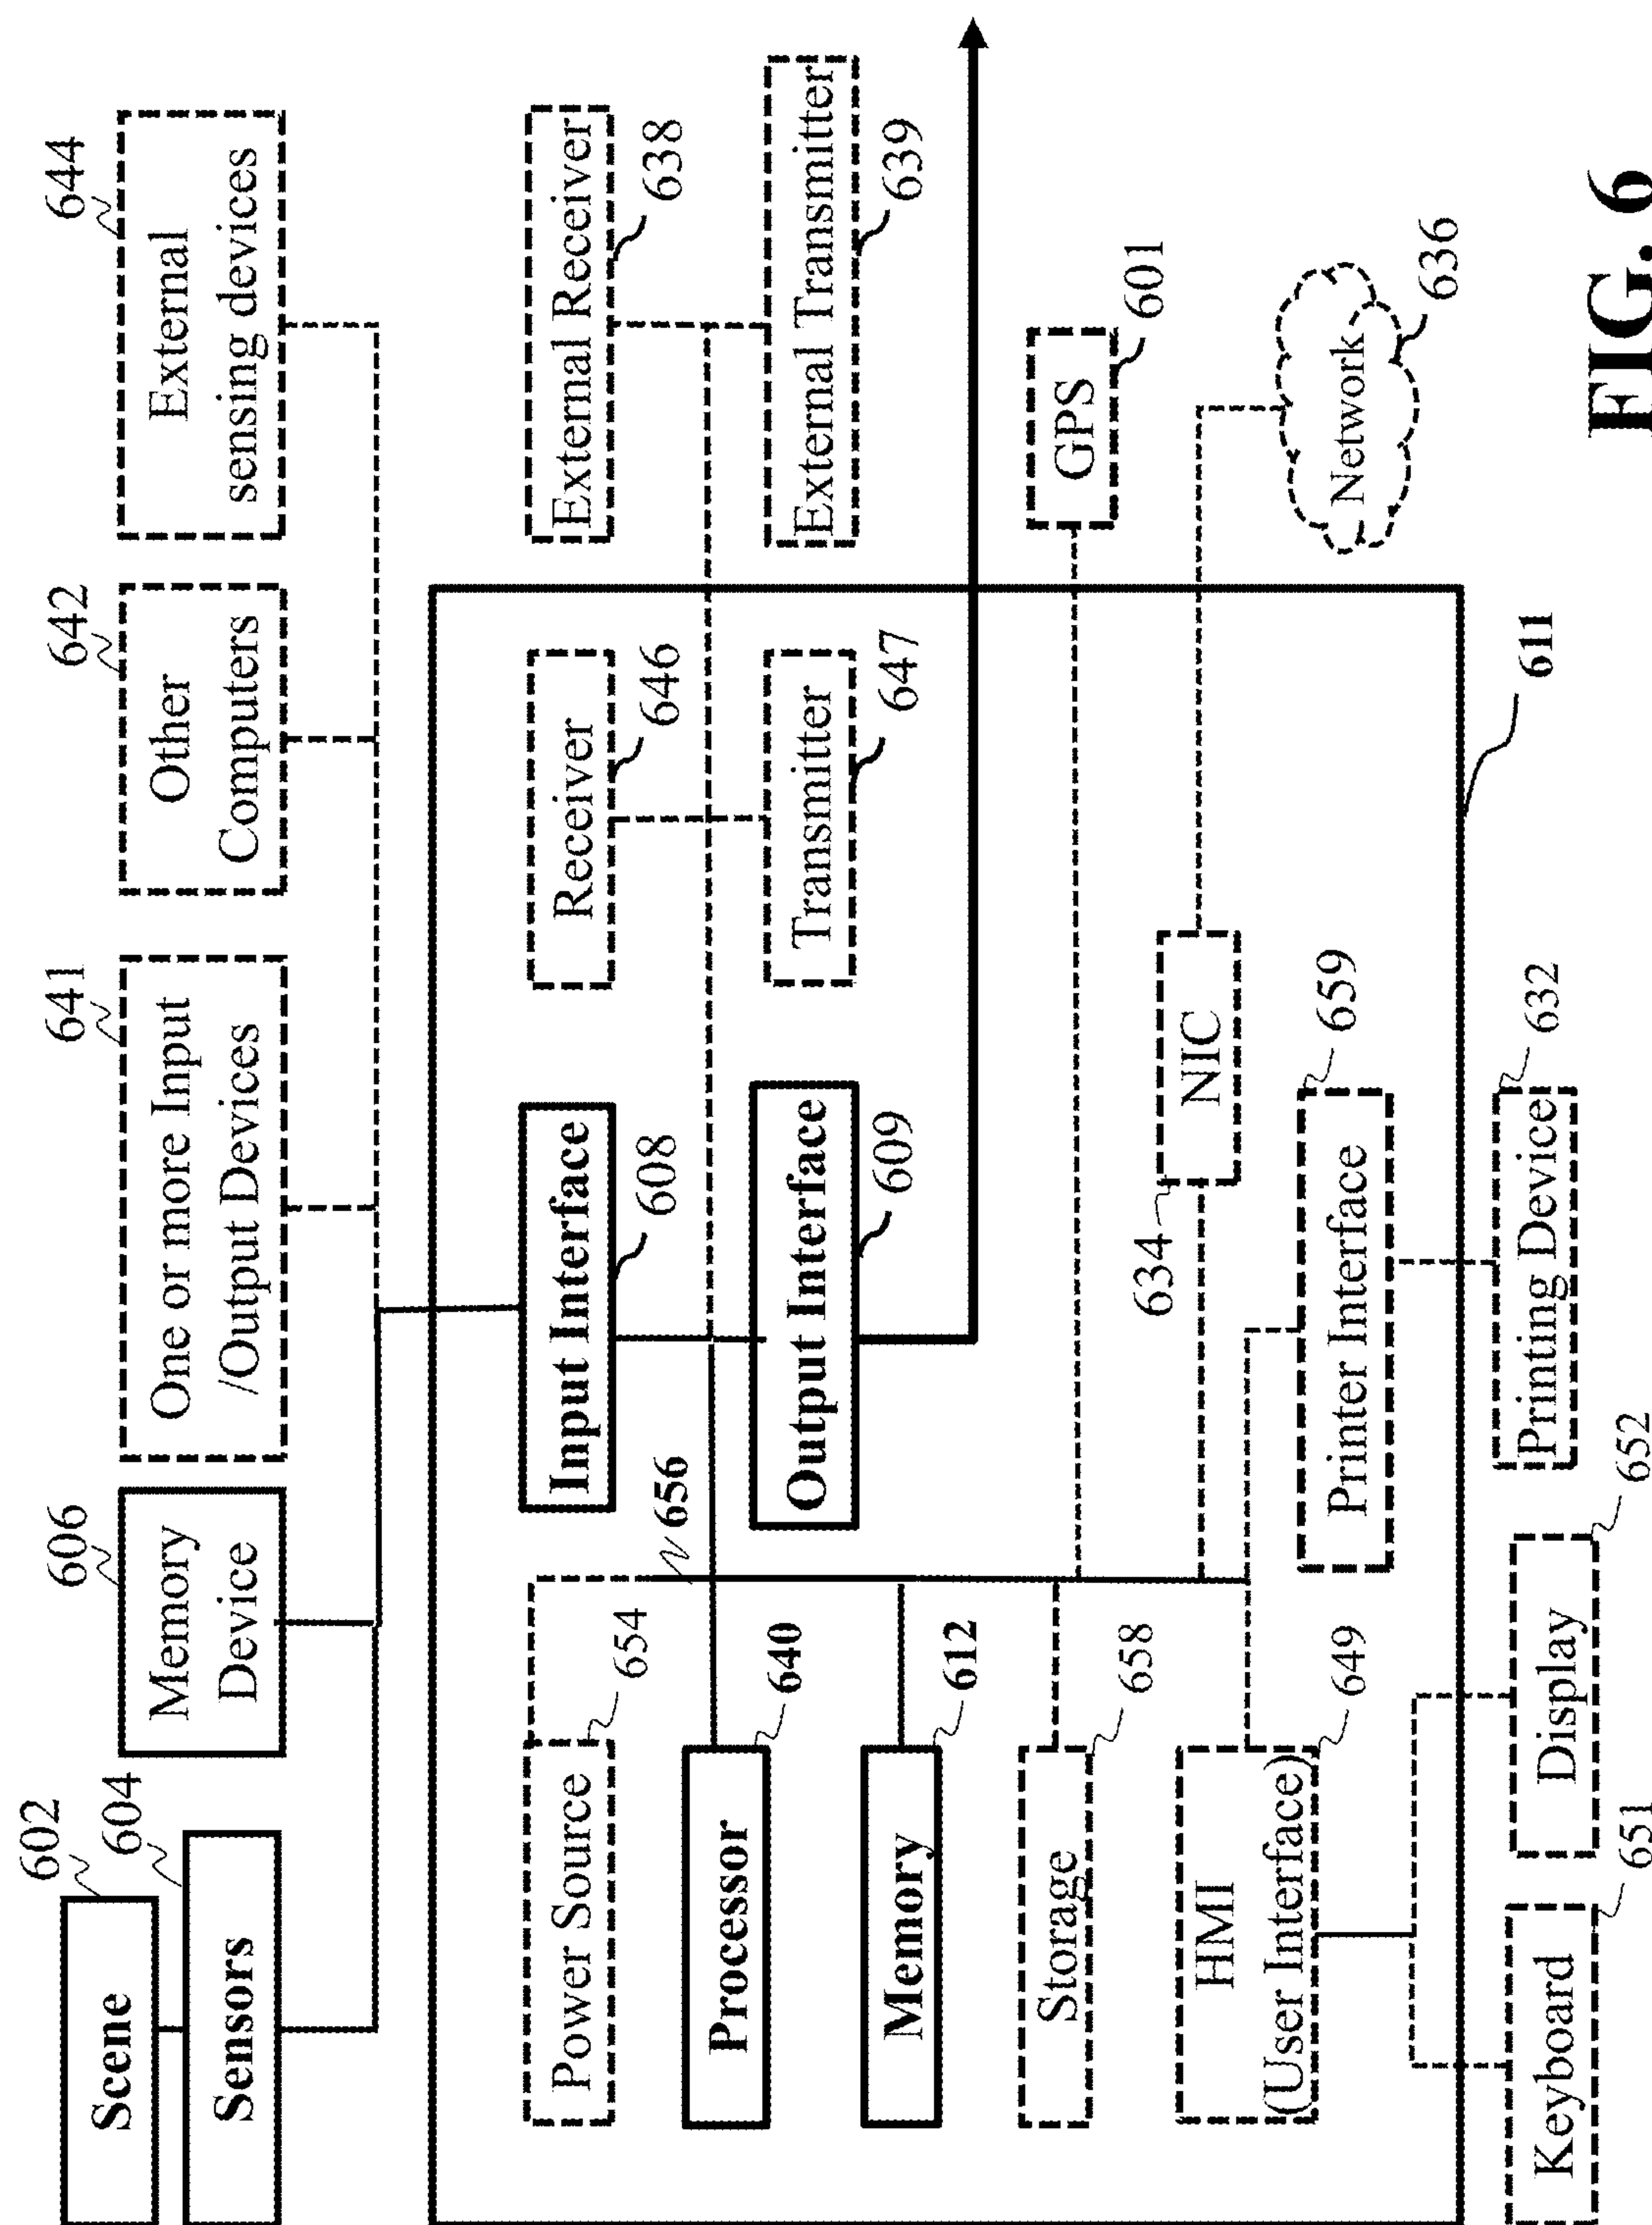 602
Scene
604
Sensors
606
Memory
Device
641
One or more Input
/Output Devices
642
Other
Computers
644
External
sensing devices
Power Source
654
656
Input Interface
608
Receiver
646
External Receiver
638
Processor
640
Output Interface
609
Transmitter
647
External Transmitter
639
Memory
612
Storage
658
GPS
601
HMI
(User Interface)
649
634
NIC
Network
636
Printer Interface
659
611
Keyboard
651
Display
652
Printing Device
632
FIG. 6